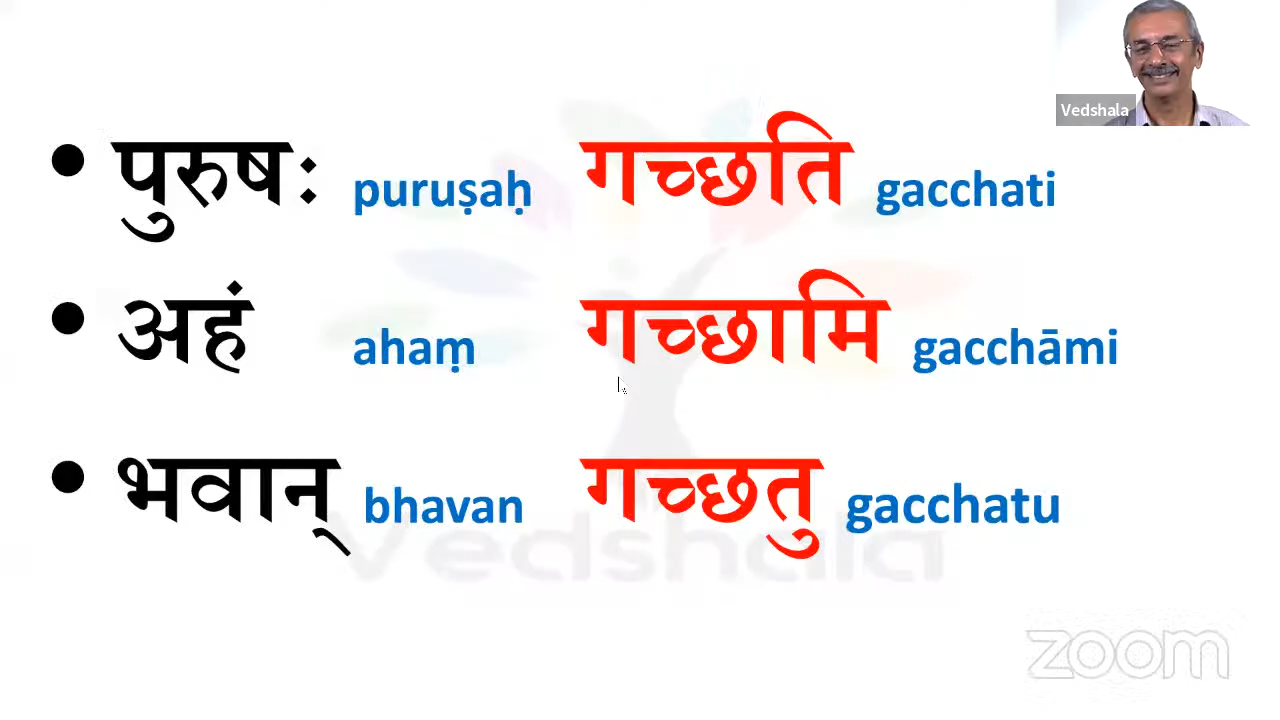 Vedshala
• पुरुषः puruṣaḥ गच्छति gacchati
• अहं ahaṃ गच्छामि gacchāmi
• भवान् bhavan गच्छतु gacchatu
Vedshala
zoom